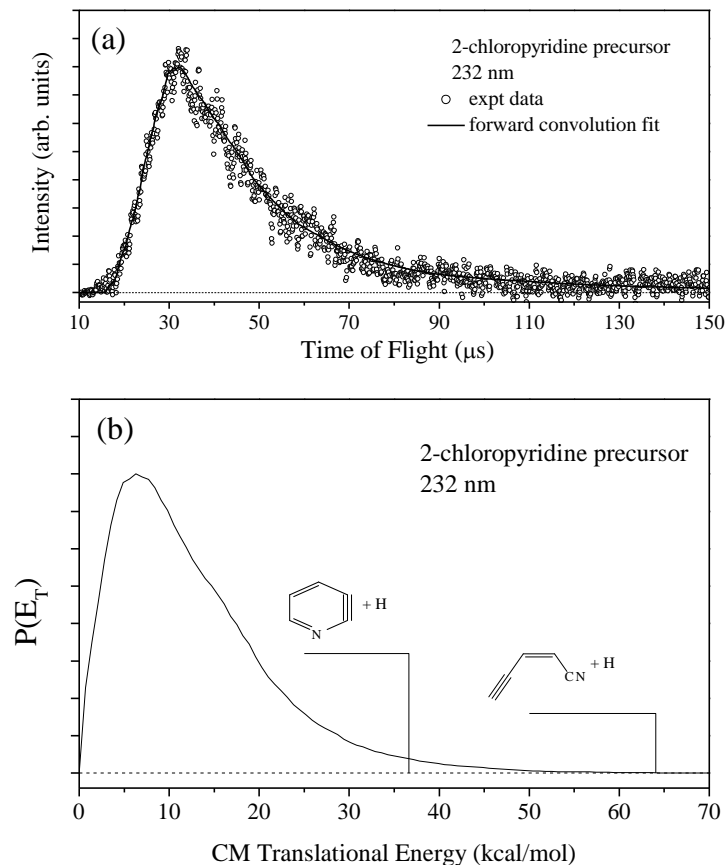 (a)
2-chloropyridine precursor
232 nm
expt data
forward convolution fit
Intensity (arb. units)
10 30 50 70 90 110 130 150
Time of Flight (μs)
(b)
2-chloropyridine precursor
232 nm
P(E_T)
N
+ H
CN
+ H
0 10 20 30 40 50 60 70
CM Translational Energy (kcal/mol)